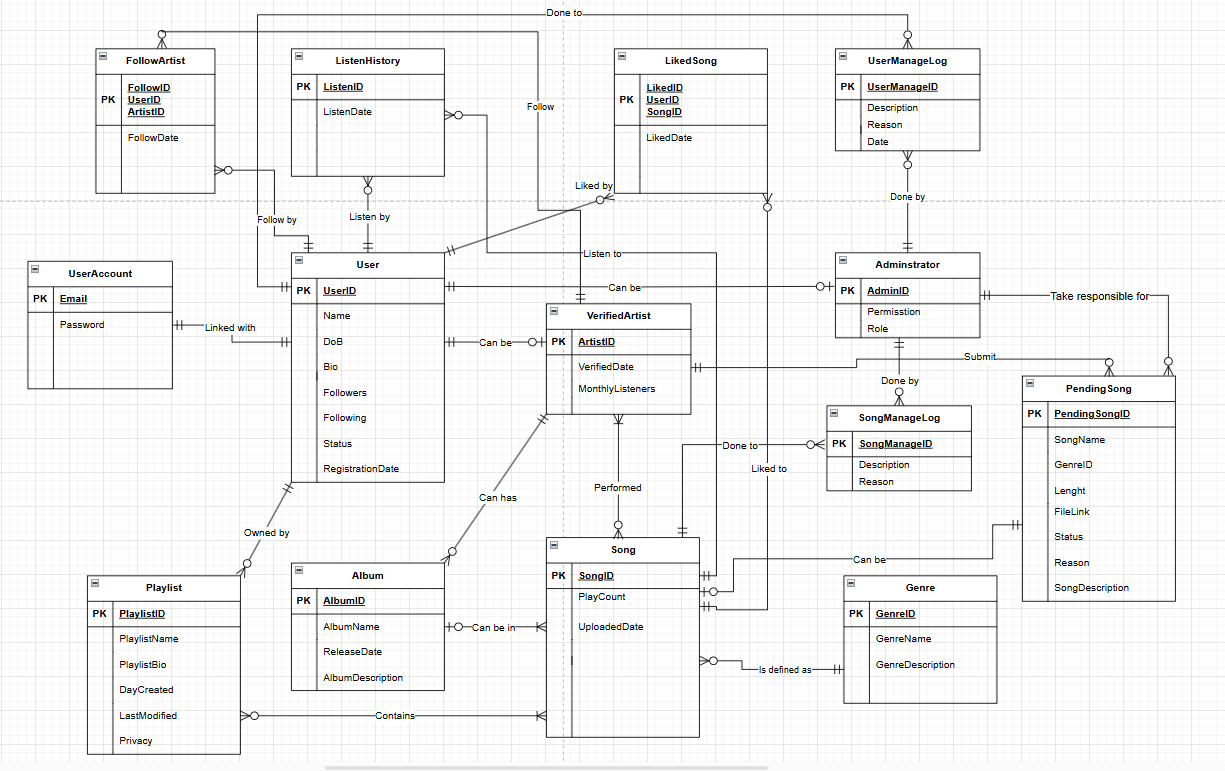 Done to
FollowArtist
PK
FollowID
UserID
ArtistID
FollowDate
ListenHistory
PK
ListenID
ListenDate
Follow
LikedSong
PK
LikedID
UserID
SongID
LikedDate
UserManageLog
PK
UserManageID
Description
Reason
Date
Follow by
Listen by
Liked by
Done by
Listen to
UserAccount
PK
Email
Password
Linked with
User
PK
UserID
Name
DoB
Bio
Followers
Following
Status
RegistrationDate
Can be
Can be
VerifiedArtist
PK
ArtistID
VerifiedDate
MonthlyListeners
Adminstrator
PK
AdminID
Permisstion
Role
Take responsible for
Submit
Done by
SongManageLog
PK
SongManageID
Description
Reason
Done to
Liked to
PendingSong
PK
PendingSongID
SongName
GenreID
Lenght
FileLink
Status
Reason
SongDescription
Can has
Performed
Owned by
Can be
Playlist
PK
PlaylistID
PlaylistName
PlaylistBio
DayCreated
LastModified
Privacy
Album
PK
AlbumID
AlbumName
ReleaseDate
AlbumDescription
Can be in
Contains
Song
PK
SongID
PlayCount
UploadedDate
Is defined as
Genre
PK
GenreID
GenreName
GenreDescription